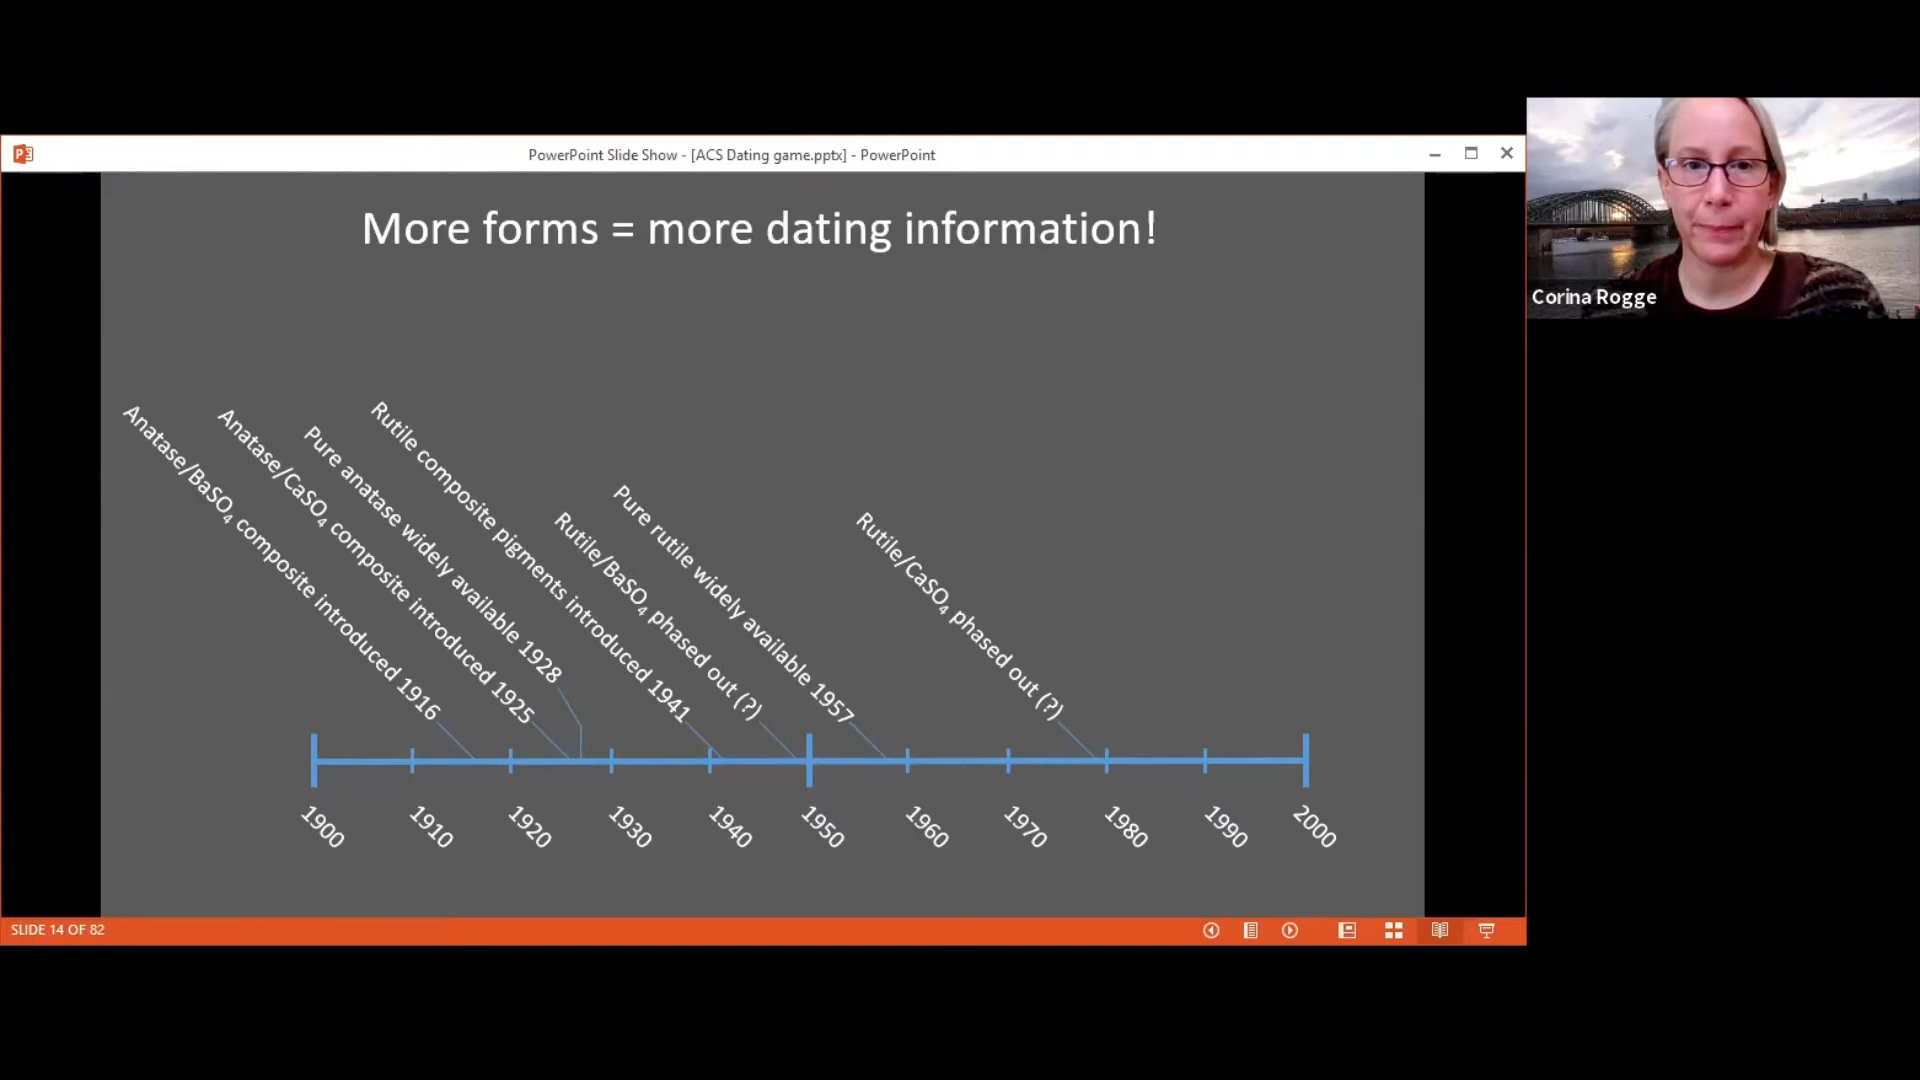 PowerPoint Slide Show - [ACS Dating game.pptx] - PowerPoint
More forms = more dating information!
Anatase/BaSO₄ composite introduced 1916
Anatase/CaSO₄ composite introduced 1925
Pure anatase widely available 1928
Rutile composite pigments introduced 1941
Rutile/BaSO₄ phased out (?)
Pure rutile widely available 1957
Rutile/CaSO₄ phased out (?)
1900
1910
1920
1930
1940
1950
1960
1970
1980
1990
2000
SLIDE 14 OF 82
Corina Rogge